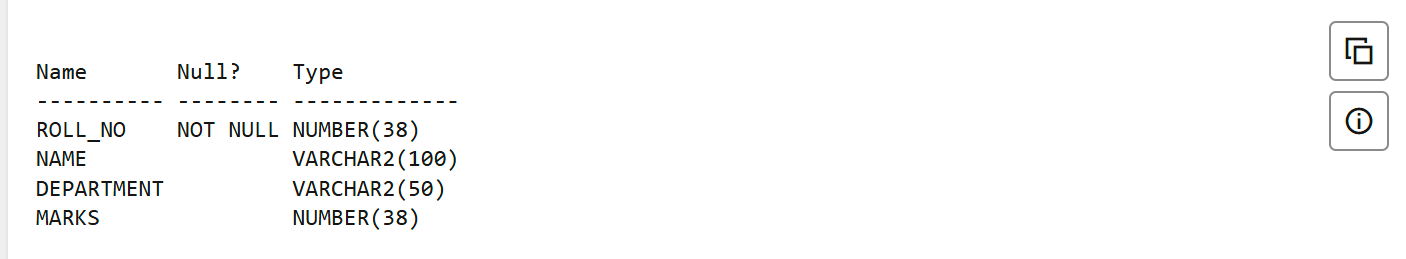 Name       Null?    Type
---------- -------- -------------
ROLL_NO    NOT NULL NUMBER(38)
NAME                VARCHAR2(100)
DEPARTMENT          VARCHAR2(50)
MARKS               NUMBER(38)